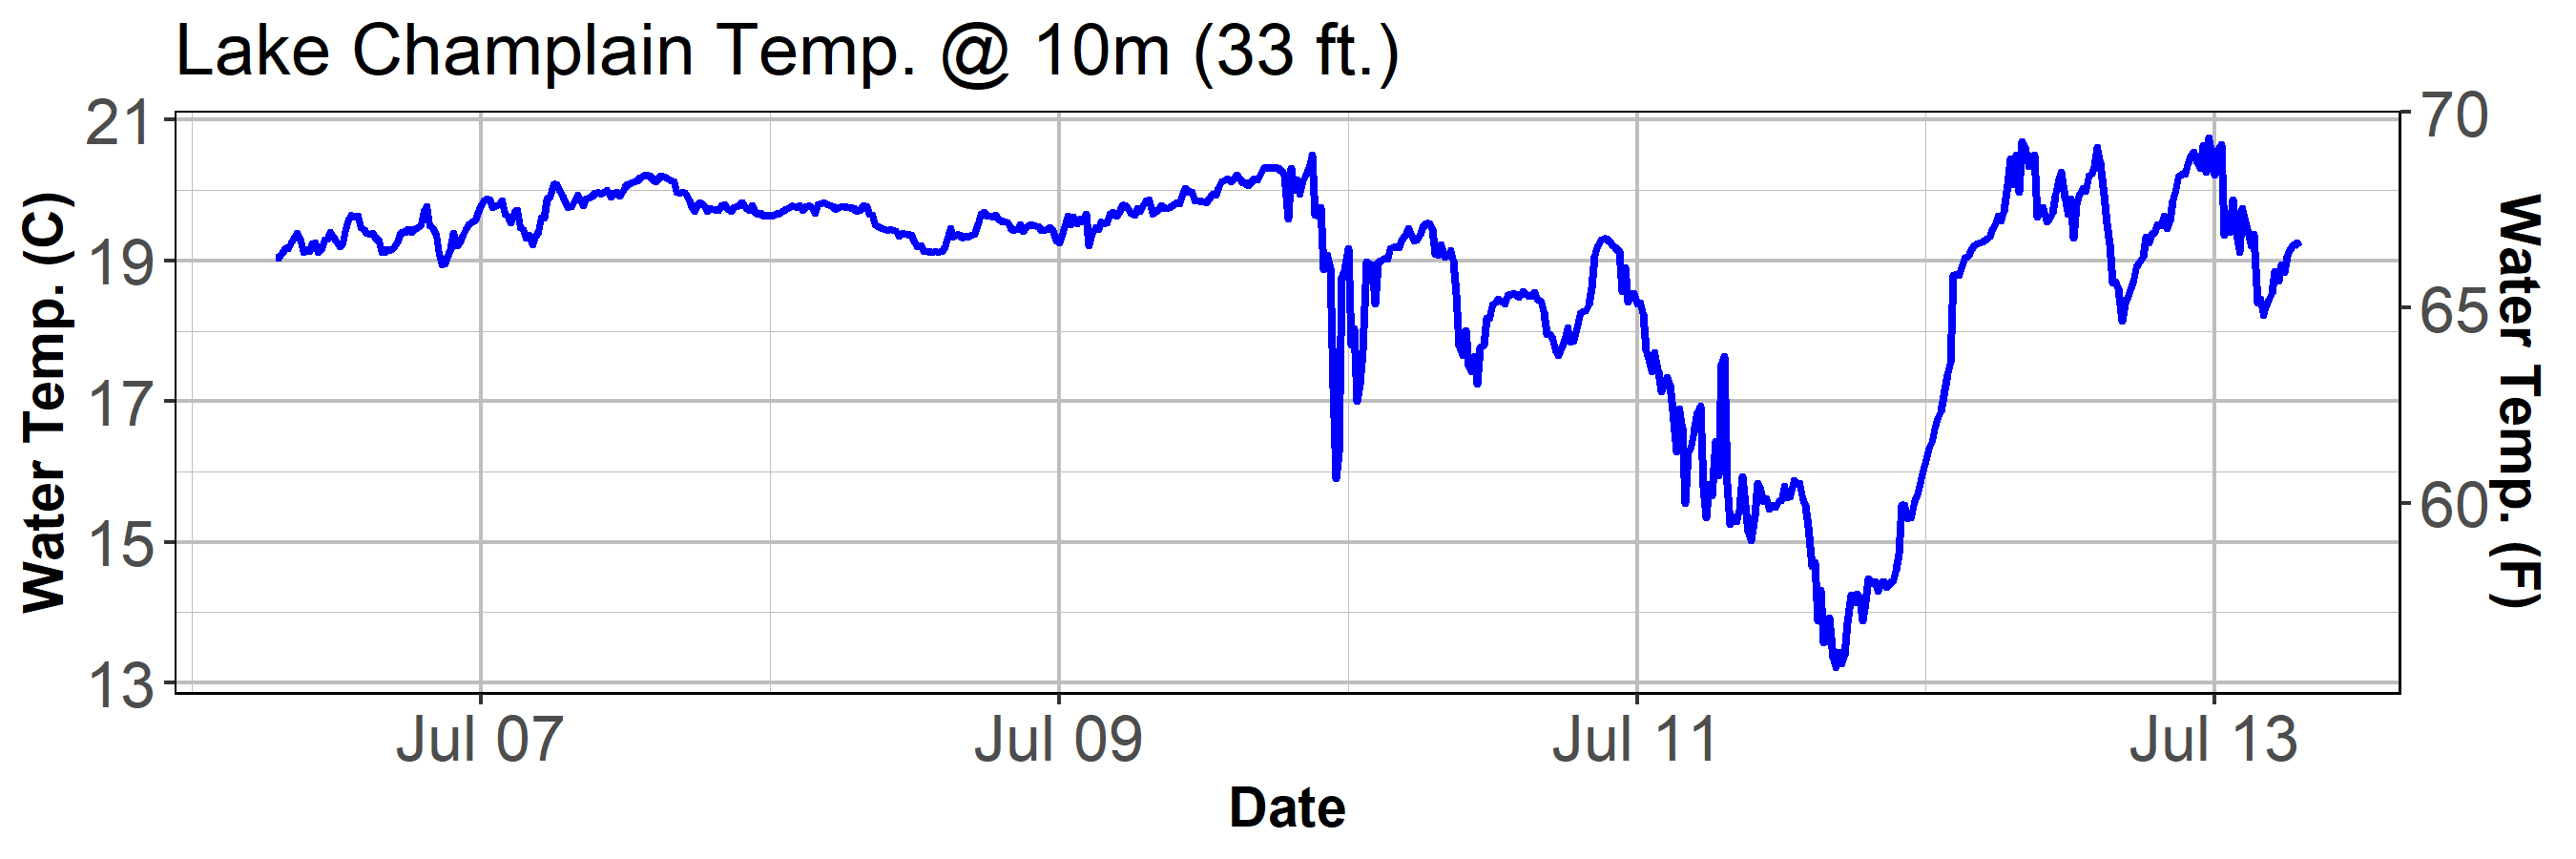 Lake Champlain Temp. @ 10m (33 ft.)
21
19
17
15
13
Water Temp. (C)
70
65
60
Water Temp. (F)
Jul 07
Jul 09
Jul 11
Jul 13
Date